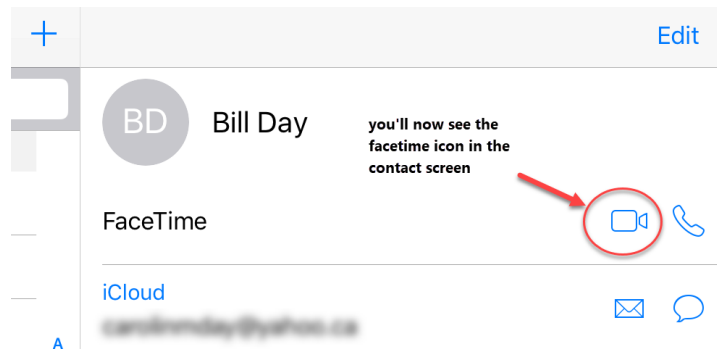 +
Edit
BD
Bill Day
you'll now see the
facetime icon in the
contact screen
FaceTime
iCloud
A